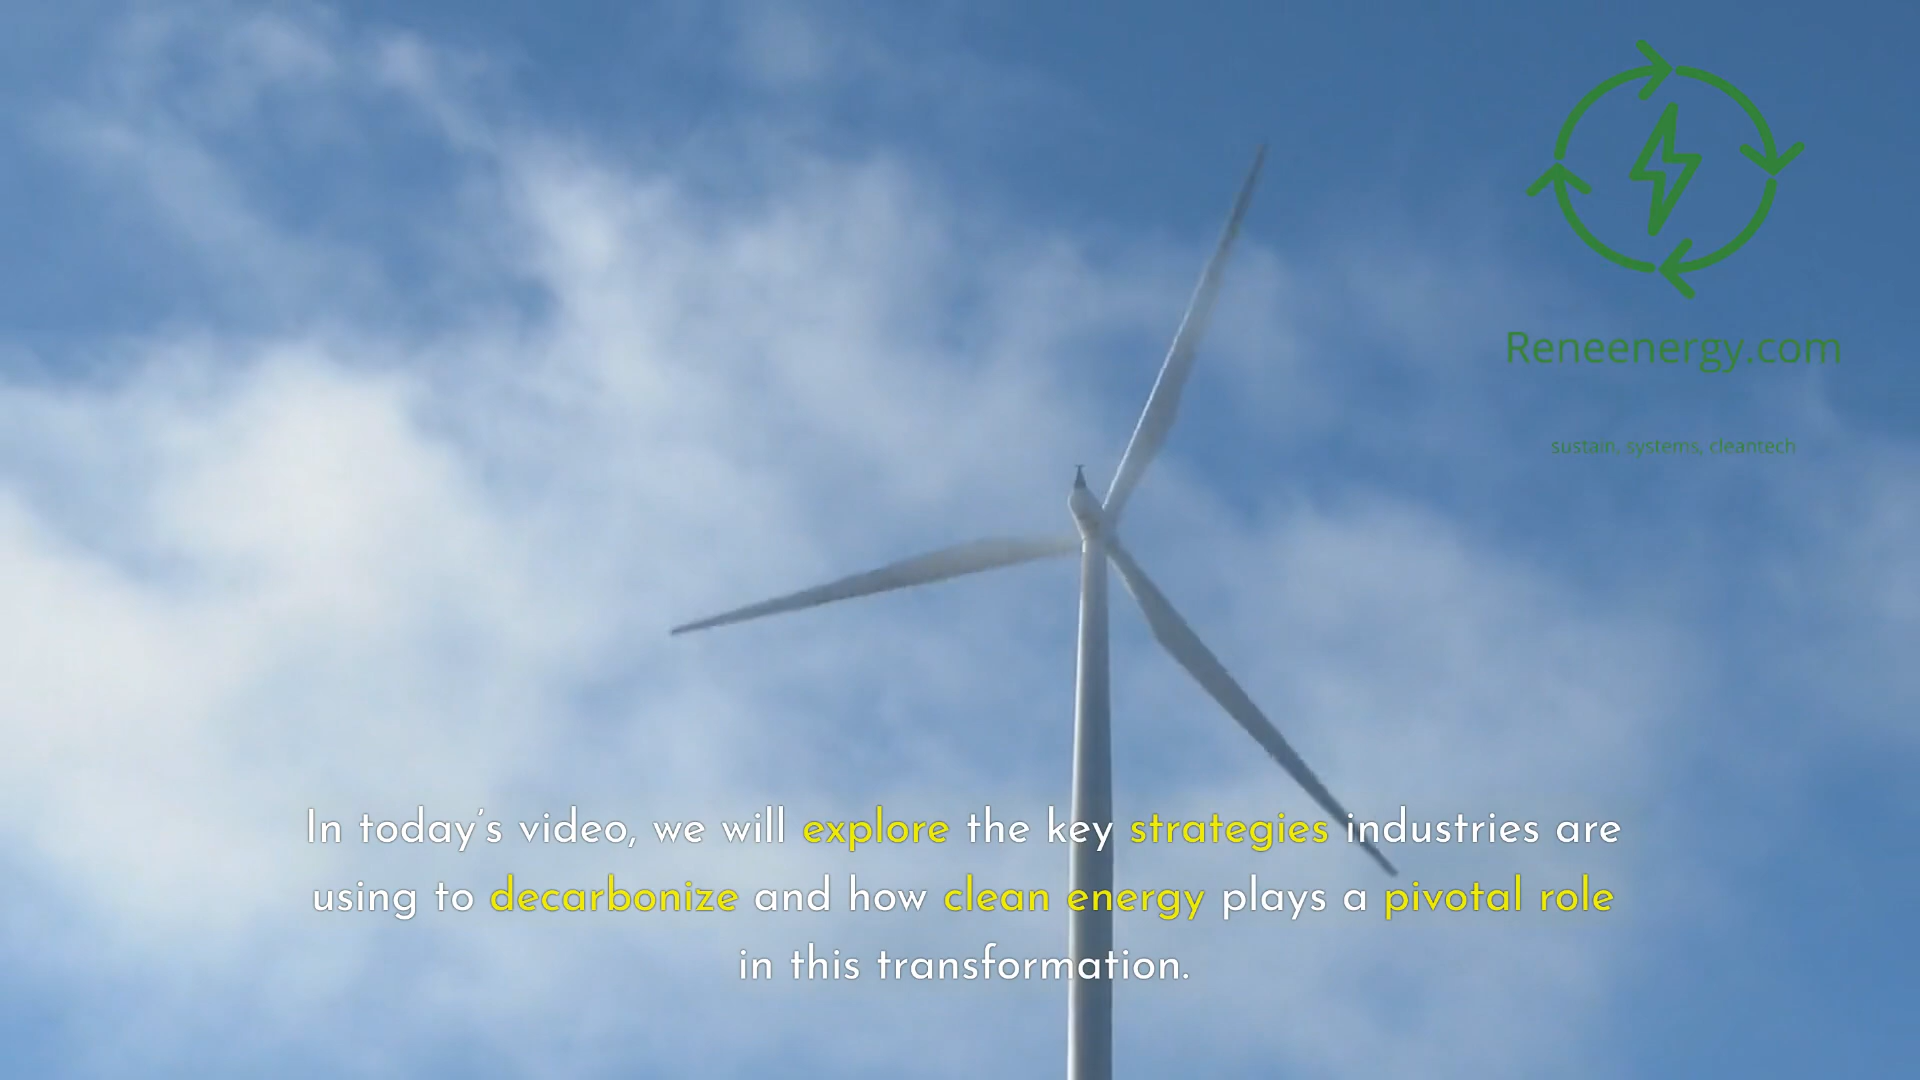 Reneenergy.com
sustain, systems, cleantech
In today's video, we will explore the key strategies industries are
using to decarbonize and how clean energy plays a pivotal role
in this transformation.